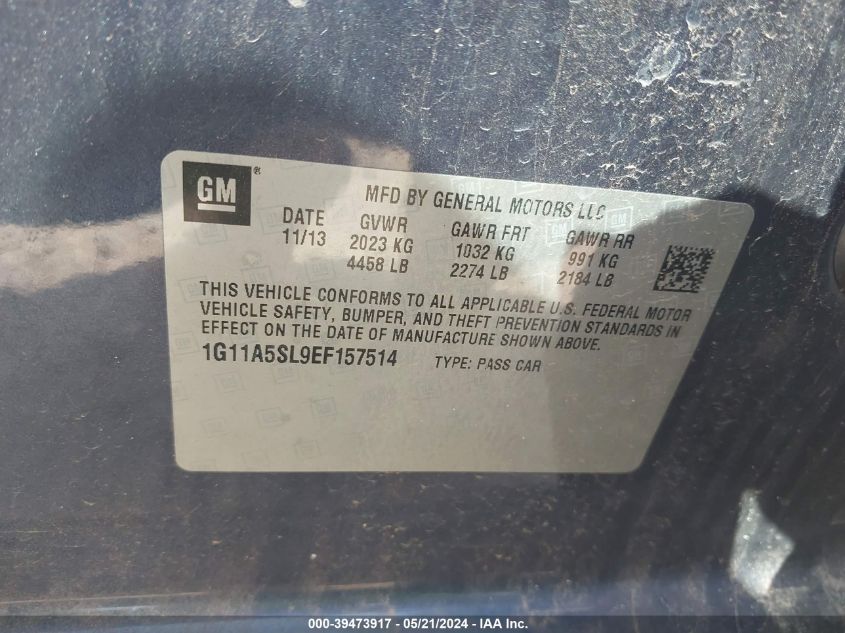 GM®
MFD BY GENERAL MOTORS LLC
DATE GVWR GAWR FRT GAWR RR
11/13 2023 KG 1032 KG 991 KG
4458 LB 2274 LB 2184 LB
THIS VEHICLE CONFORMS TO ALL APPLICABLE U.S. FEDERAL MOTOR
VEHICLE SAFETY, BUMPER, AND THEFT PREVENTION STANDARDS IN
EFFECT ON THE DATE OF MANUFACTURE SHOWN ABOVE.
1G11A5SL9EF157514 TYPE: PASS CAR
000-39473917 / 05/21/2024 - IAA Inc.